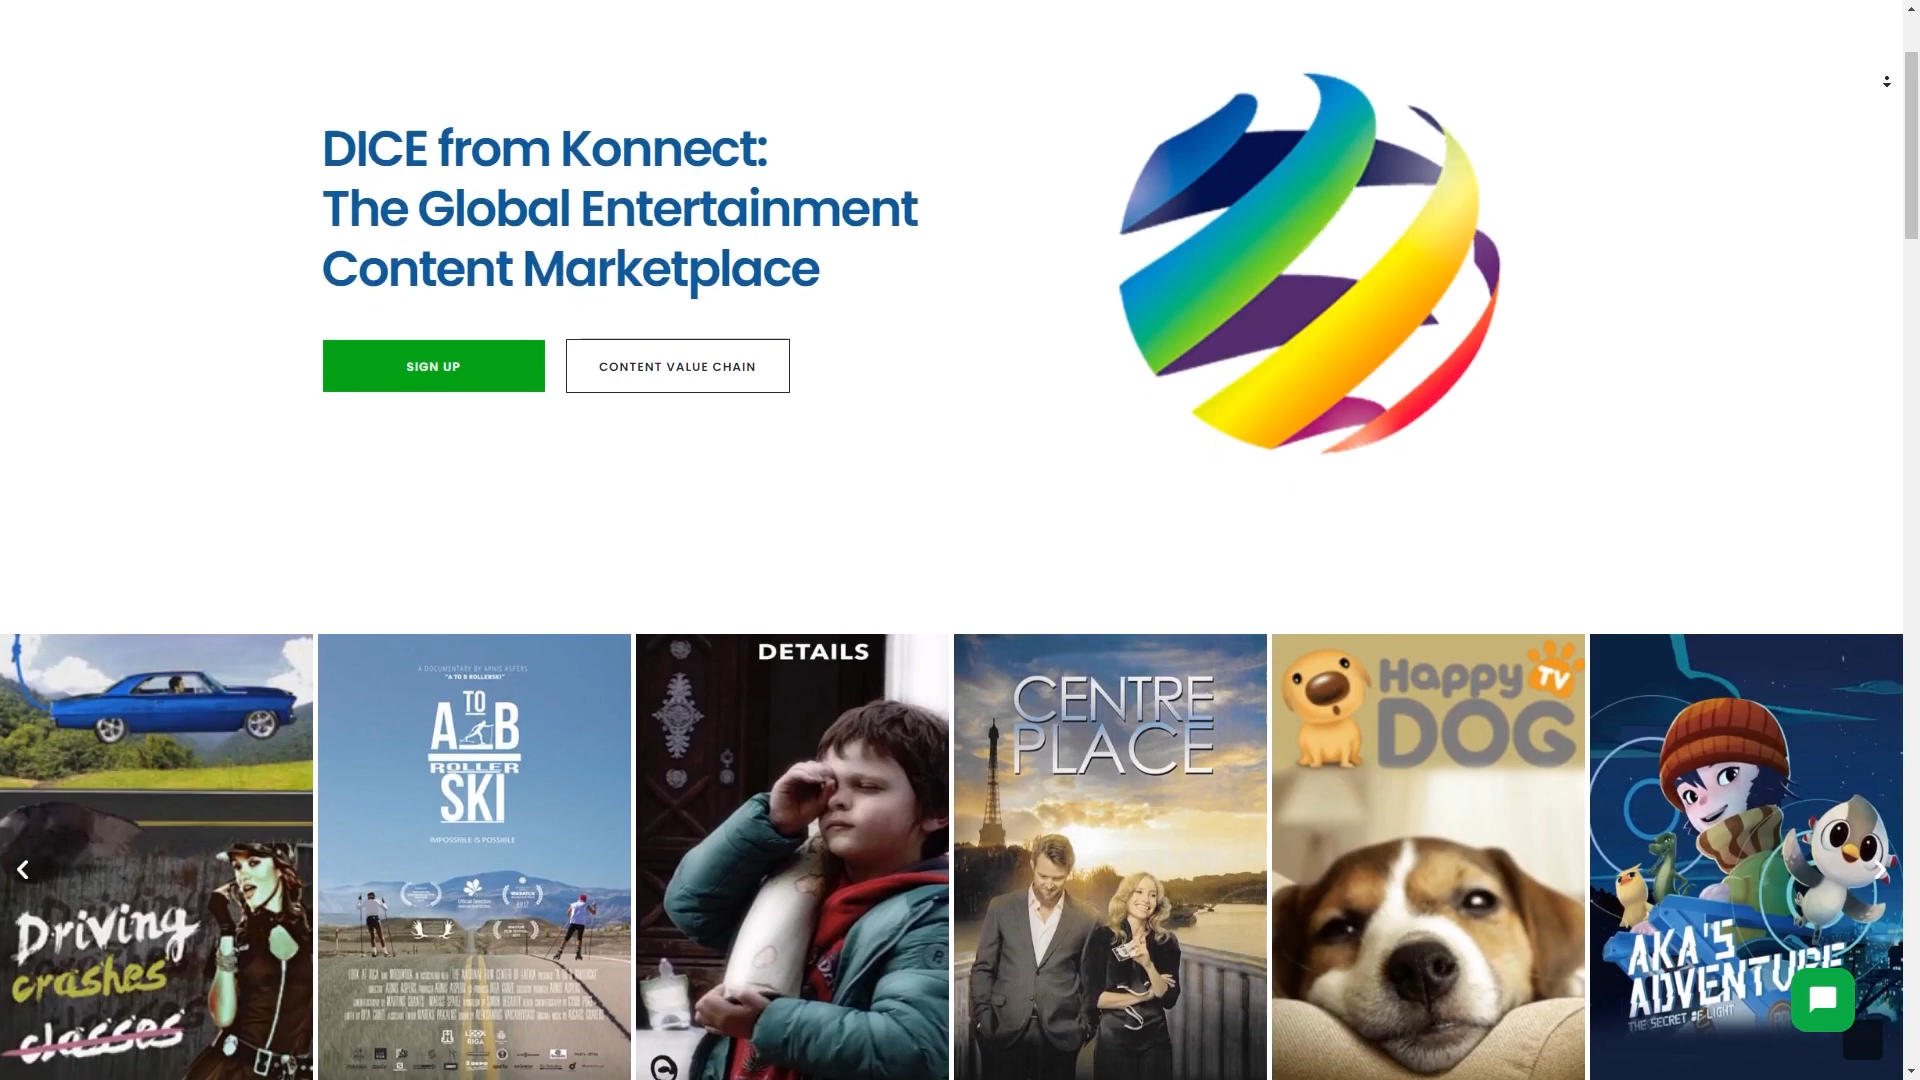 DICE from Konnect:
The Global Entertainment
Content Marketplace
SIGN UP
CONTENT VALUE CHAIN
Driving
crashes
classes
A DOCUMENTARY BY ARNIS ASPERS
"A TO B ROLLERSKI"
A TO B
ROLLER
SKI
IMPOSSIBLE IS POSSIBLE
DETAILS
CENTRE
PLACE
Happy TV
DOG
AKA'S
ADVENTURE
THE SECRET OF LIGHT